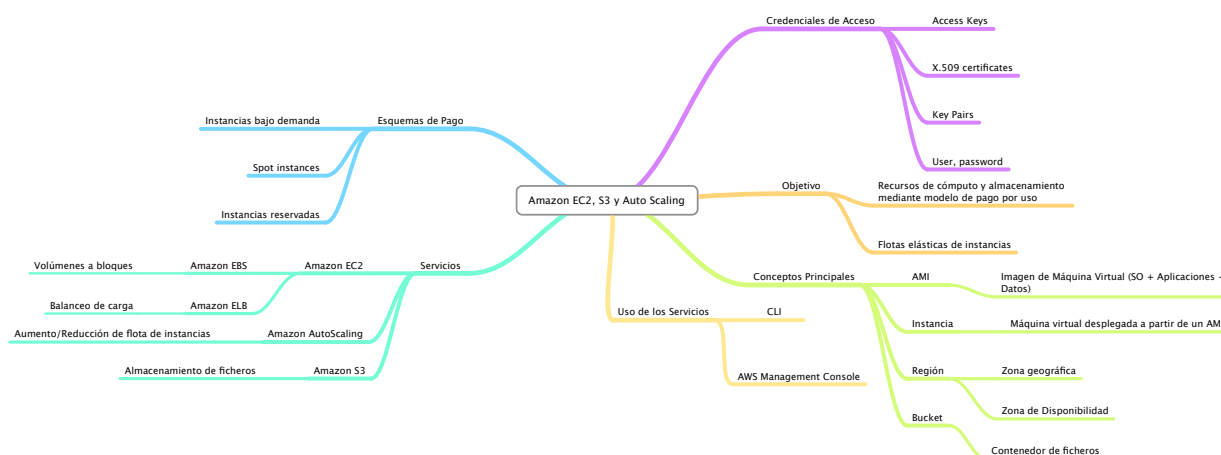 Amazon EC2, S3 y Auto Scaling
Credenciales de Acceso
Access Keys
X.509 certificates
Key Pairs
User, password
Objetivo
Recursos de cómputo y almacenamiento
mediante modelo de pago por uso
Flotas elásticas de instancias
Conceptos Principales
AMI
Imagen de Máquina Virtual (SO + Aplicaciones +
Datos)
Instancia
Máquina virtual desplegada a partir de un AM
Región
Zona geográfica
Zona de Disponibilidad
Bucket
Contenedor de ficheros
Uso de los Servicios
CLI
AWS Management Console
Esquemas de Pago
Instancias bajo demanda
Spot instances
Instancias reservadas
Servicios
Amazon EC2
Amazon EBS
Volúmenes a bloques
Amazon ELB
Balanceo de carga
Amazon AutoScaling
Aumento/Reducción de flota de instancias
Amazon S3
Almacenamiento de ficheros